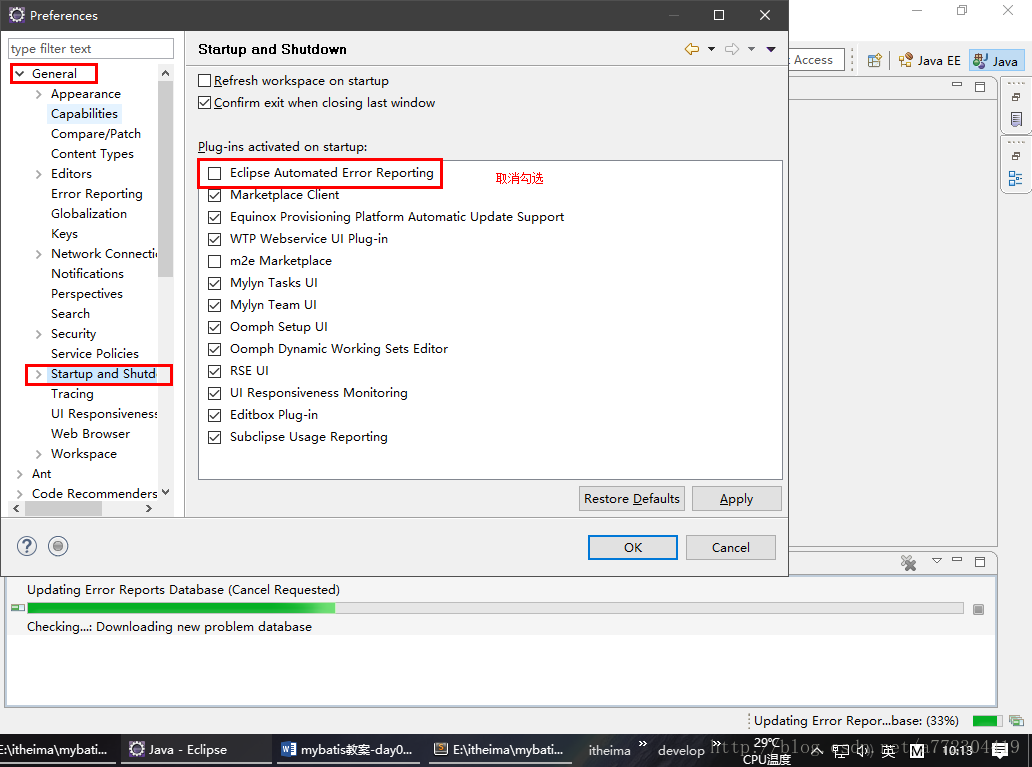 Preferences
type filter text
Startup and Shutdown
General
Appearance
Capabilities
Compare/Patch
Content Types
Editors
Error Reporting
Globalization
Keys
Network Connecti
Notifications
Perspectives
Search
Security
Service Policies
Startup and Shutd
Tracing
UI Responsiveness
Web Browser
Workspace
Ant
Code Recommenders
Refresh workspace on startup
Confirm exit when closing last window
Plug-ins activated on startup:
Eclipse Automated Error Reporting
取消勾选
Marketplace Client
Equinox Provisioning Platform Automatic Update Support
WTP Webservice UI Plug-in
m2e Marketplace
Mylyn Tasks UI
Mylyn Team UI
Oomph Setup UI
Oomph Dynamic Working Sets Editor
RSE UI
UI Responsiveness Monitoring
Editbox Plug-in
Subclipse Usage Reporting
Restore Defaults
Apply
OK
Cancel
Access
Java EE
Java
Updating Error Reports Database (Cancel Requested)
Checking...: Downloading new problem database
Updating Error Repor...base: (33%)
E:\itheima\mybati...
Java - Eclipse
mybatis教案-day0...
E:\itheima\mybati...
itheima
develop
29℃
CPU温度
英
M
10:13